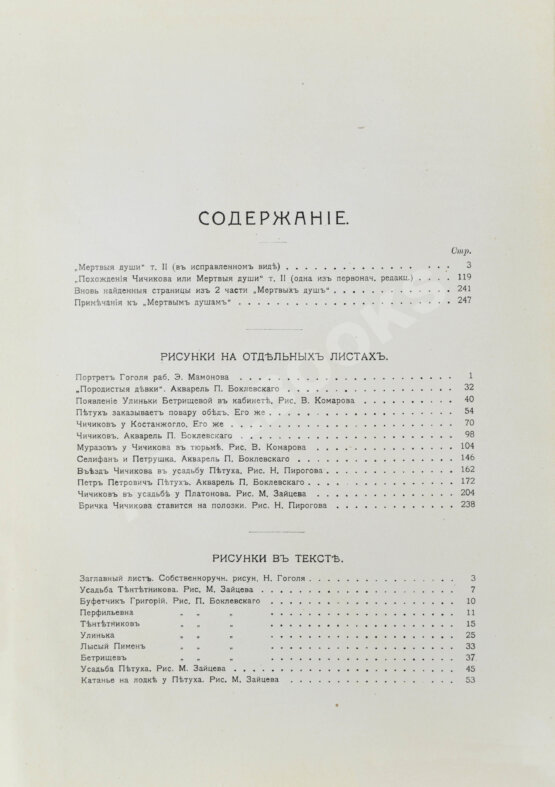 СОДЕРЖАНІЕ.
Стр.
„Мертвыя души“ т. II (въ исправленномъ видѣ) . . . . . . . . . . . . . . . 3
„Похожденія Чичикова или Мертвыя души“ т. II (одна изъ первонач. редакц.) . . . . 119
Вновь найденныя страницы изъ 2 части „Мертвыхъ душъ“ . . . . . . . . . . . . 241
Примѣчанія къ „Мертвымъ душамъ“ . . . . . . . . . . . . . . . . . . . . 247
РИСУНКИ НА ОТДѢЛЬНЫХЪ ЛИСТАХЪ.
Портретъ Гоголя раб. Э. Мамонова . . . . . . . . . . . . . . . . . . . 1
„Породистыя дѣвки“. Акварель П. Боклевскаго . . . . . . . . . . . . . . . 32
Появленіе Улиньки Бетрищевой въ кабинетѣ. Рис. В. Комарова . . . . . . . . . . 40
Пѣтухъ заказываетъ повару обѣдъ. Его же . . . . . . . . . . . . . . . . . 54
Чичиковъ у Костанжогло. Его же . . . . . . . . . . . . . . . . . . . . 70
Чичиковъ. Акварель П. Боклевскаго . . . . . . . . . . . . . . . . . . . 98
Муразовъ у Чичикова въ тюрьмѣ. Рис. В. Комарова . . . . . . . . . . . . . . 104
Селифанъ и Петрушка. Акварель П. Боклевскаго . . . . . . . . . . . . . . . 146
Въѣздъ Чичикова въ усадьбу Пѣтуха. Рис. Н. Пирогова . . . . . . . . . . . . . 162
Петръ Петровичъ Пѣтухъ. Акварель П. Боклевскаго . . . . . . . . . . . . . . 172
Чичиковъ въ усадьбѣ у Платонова. Рис. М. Зайцева . . . . . . . . . . . . . . 204
Бричка Чичикова ставится на полозки. Рис. Н. Пирогова . . . . . . . . . . . . 238
РИСУНКИ ВЪ ТЕКСТѢ.
Заглавный листъ. Собственноручн. рисун. Н. Гоголя . . . . . . . . . . . . . . 3
Усадьба Тѣнтѣтникова. Рис. М. Зайцева . . . . . . . . . . . . . . . . . . 7
Буфетчикъ Григорій. Рис. П. Боклевскаго . . . . . . . . . . . . . . . . . 10
Перфильевна „ „ „ . . . . . . . . . . . . . . . . . 11
Тѣнтѣтниковъ „ „ „ . . . . . . . . . . . . . . . . . 15
Улинька „ „ „ . . . . . . . . . . . . . . . . . 25
Лысый Пименъ „ „ „ . . . . . . . . . . . . . . . . . 33
Бетрищевъ „ „ „ . . . . . . . . . . . . . . . . . 37
Усадьба Пѣтуха. Рис. М. Зайцева . . . . . . . . . . . . . . . . . . . . 45
Катанье на лодкѣ у Пѣтуха. Рис. М. Зайцева . . . . . . . . . . . . . . . . 53